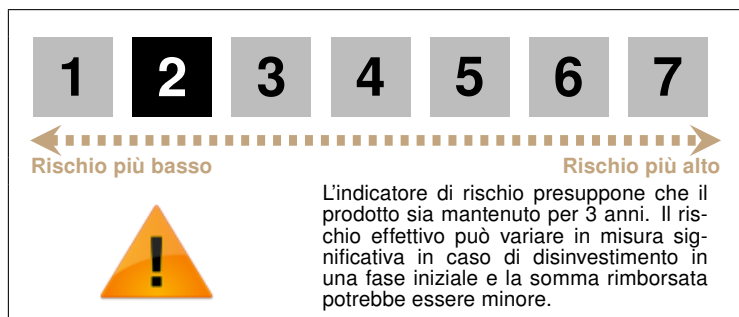 1 2 3 4 5 6 7
Rischio più basso Rischio più alto
L'indicatore di rischio presuppone che il
prodotto sia mantenuto per 3 anni. Il ris-
chio effettivo può variare in misura sig-
nificativa in caso di disinvestimento in
una fase iniziale e la somma rimborsata
potrebbe essere minore.